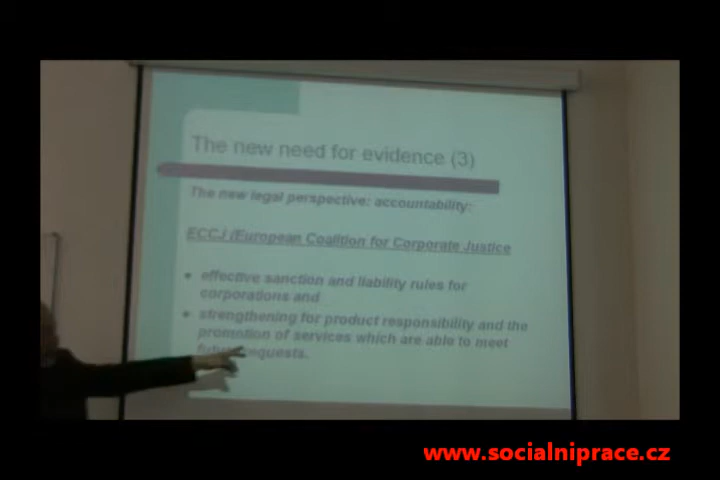 The new need for evidence (3)
The new legal perspective: accountability:
ECCJ (European Coalition for Corporate Justice
effective sanction and liability rules for
corporations and
strengthening for product responsibility and the
promotion of services which are able to meet
requests.
www.socialniprace.cz